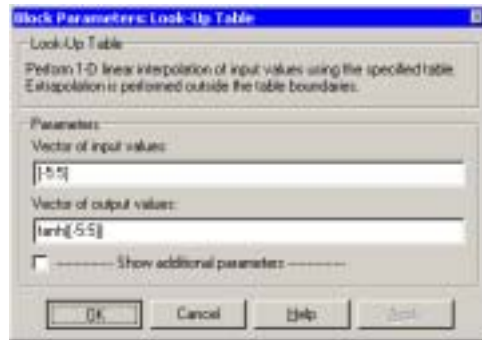 Block Parameters: Look-Up Table
Look-Up Table
Perform 1-D linear interpolation of input values using the specified table.
Extrapolation is performed outside the table boundaries.
Parameters
Vector of input values:
[-5:5]
Vector of output values:
tanh([-5:5])
---------- Show additional parameters ----------
OK
Cancel
Help
Apply